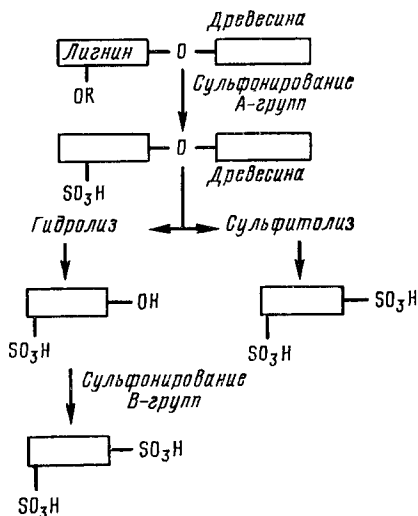 Древесина
Лигнин — О —
OR
Сульфонирование
А-групп
— О —
SO₃H
Древесина
Гидролиз
Сульфитолиз
OH
SO₃H
SO₃H
SO₃H
Сульфонирование
В-групп
SO₃H
SO₃H